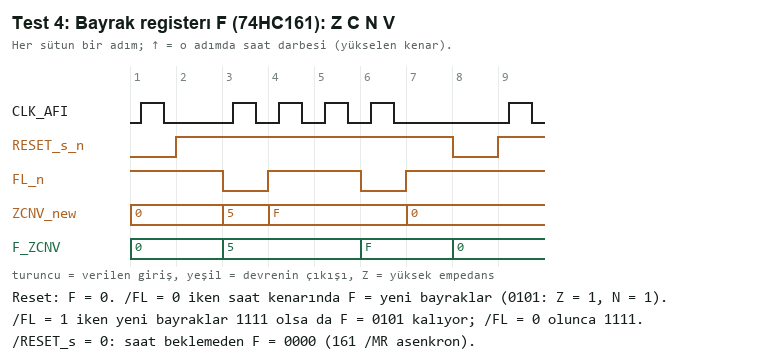 Test 4: Bayrak registerı F (74HC161): Z C N V
Her sütun bir adım; ↑ = o adımda saat darbesi (yükselen kenar).
1 2 3 4 5 6 7 8 9
CLK_AFI
RESET_s_n
FL_n
ZCNV_new 0 5 F 0
F_ZCNV 0 5 F 0
turuncu = verilen giriş, yeşil = devrenin çıkışı, Z = yüksek empedans
Reset: F = 0. /FL = 0 iken saat kenarında F = yeni bayraklar (0101: Z = 1, N = 1).
/FL = 1 iken yeni bayraklar 1111 olsa da F = 0101 kalıyor; /FL = 0 olunca 1111.
/RESET_s = 0: saat beklemeden F = 0000 (161 /MR asenkron).